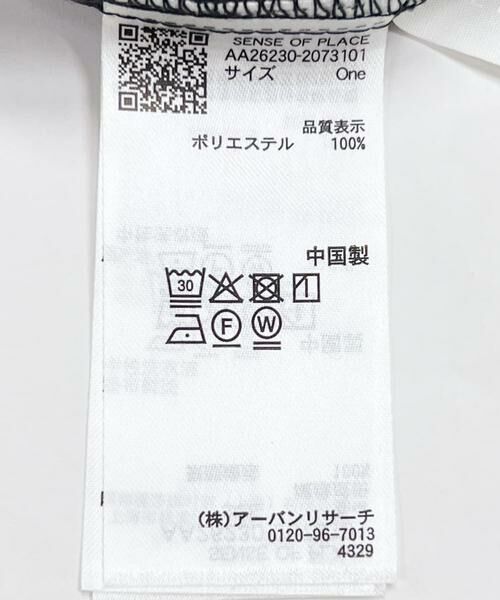 SENSE OF PLACE
AA26230-2073101
サイズ One
品質表示
ポリエステル 100%
中国製
30
F W
(株)アーバンリサーチ
0120-96-7013
4329